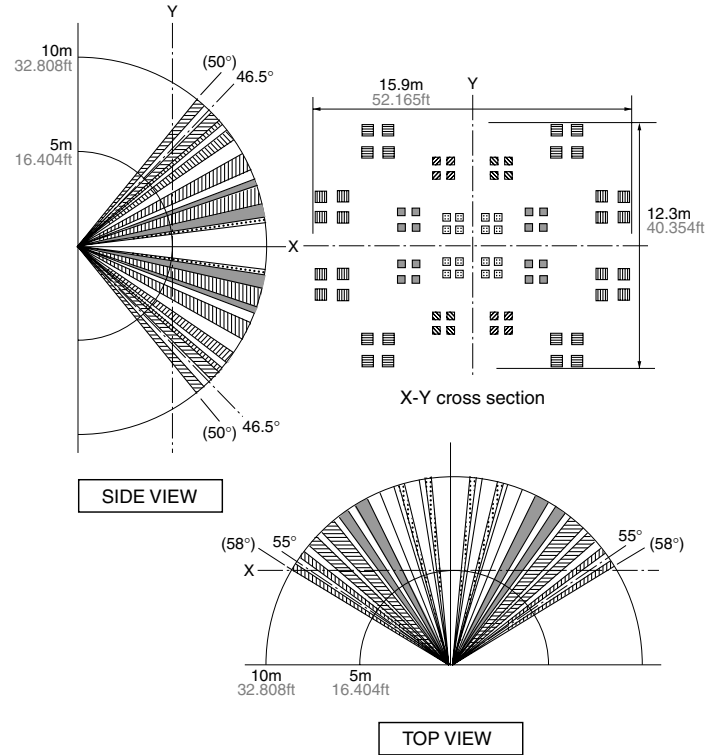 Y
10m
32.808ft
(50°)
46.5°
5m
16.404ft
X
46.5°
(50°)
SIDE VIEW
15.9m
52.165ft
Y
12.3m
40.354ft
X-Y cross section
(58°)
55°
X
55°
(58°)
10m
32.808ft
5m
16.404ft
TOP VIEW